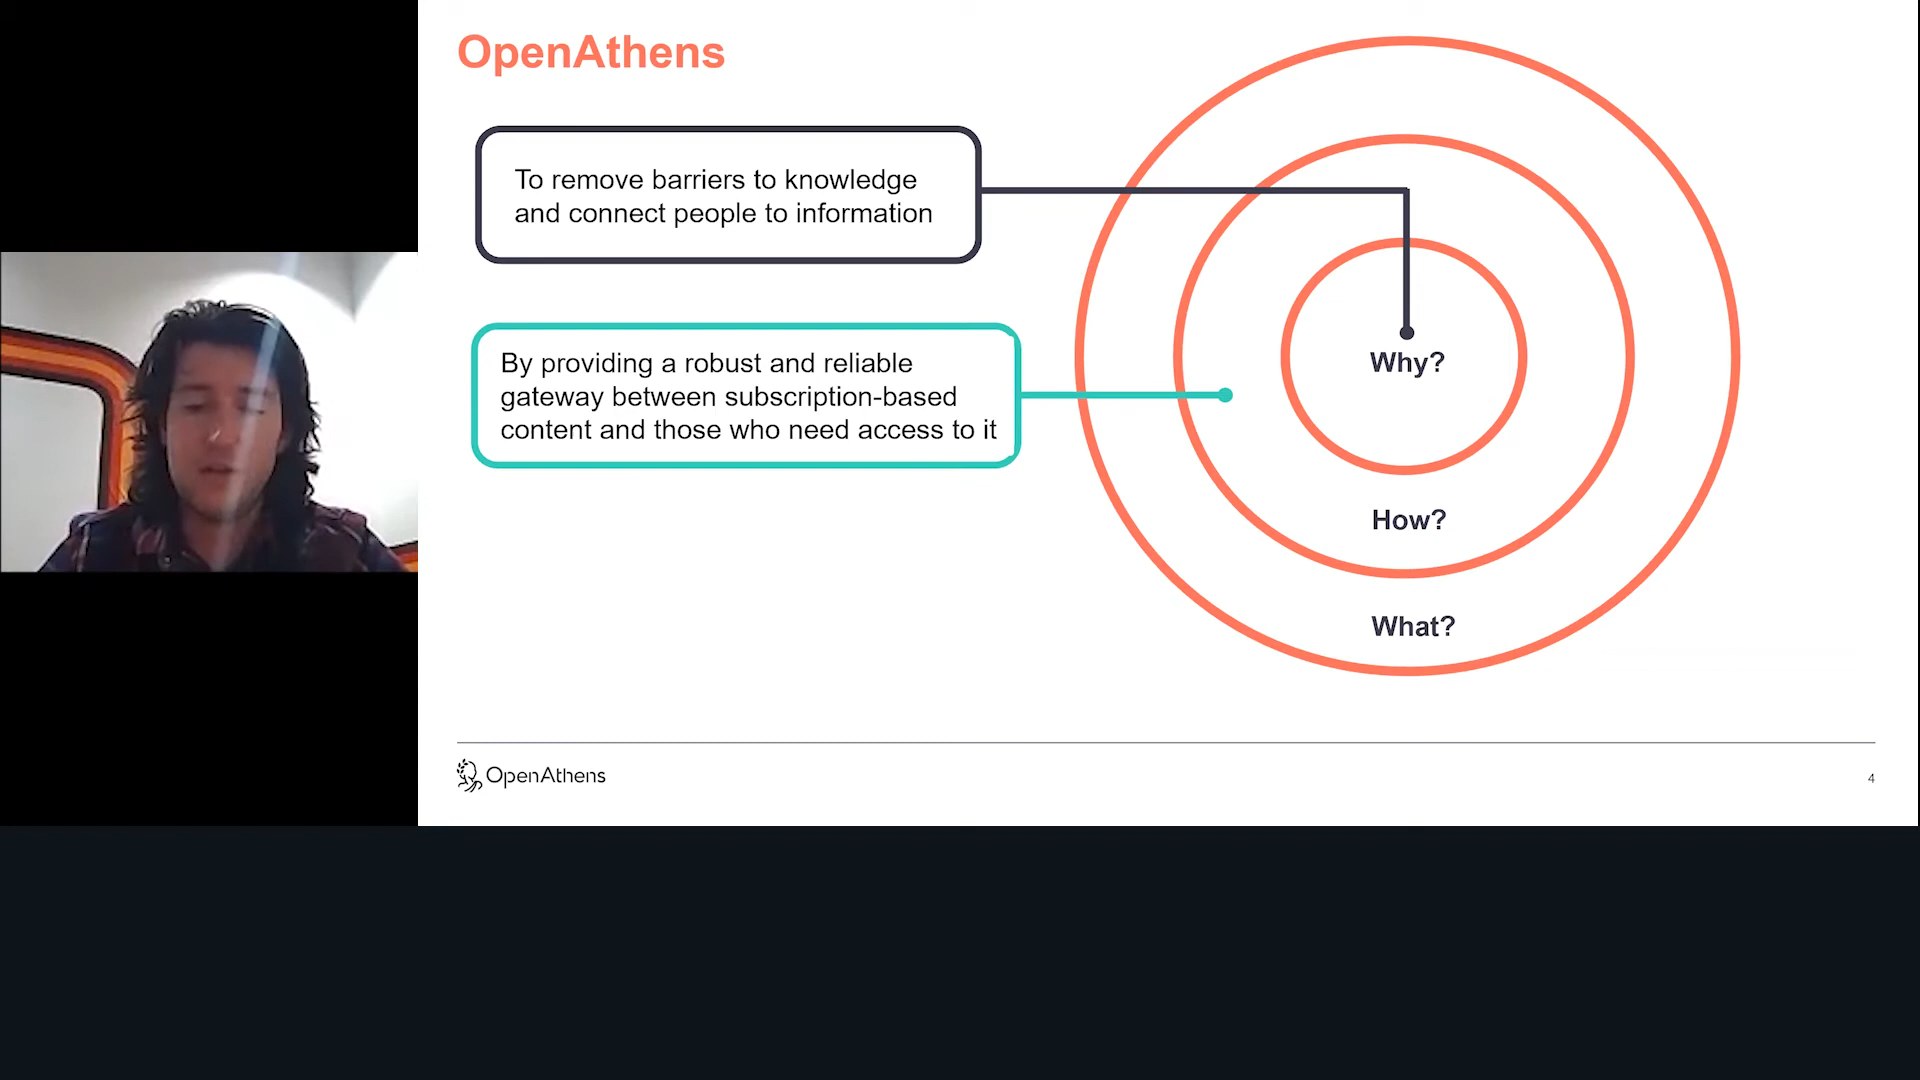 OpenAthens
To remove barriers to knowledge
and connect people to information
By providing a robust and reliable
gateway between subscription-based
content and those who need access to it
Why?
How?
What?
OpenAthens
4